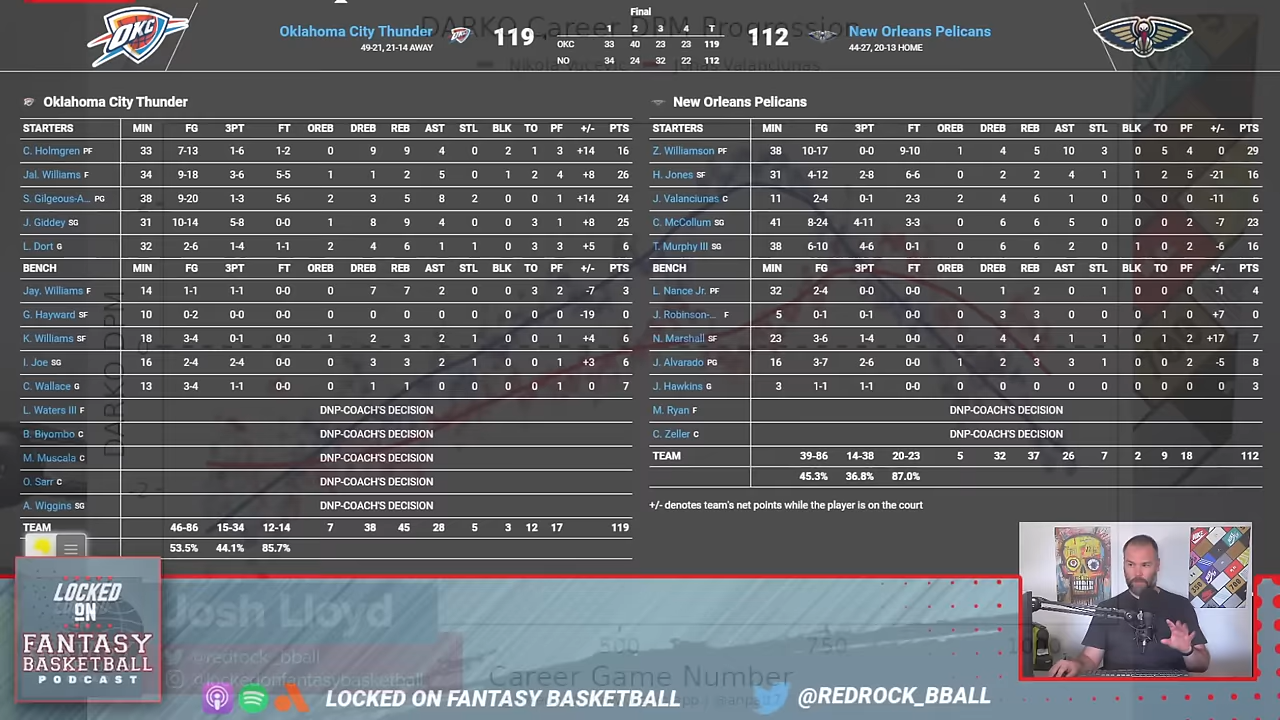 DARKO Career DPM Progression
Final
Oklahoma City Thunder 119 112 New Orleans Pelicans
49-21, 21-14 AWAY 44-27, 20-13 HOME
1 2 3 4 T
OKC 33 40 23 23 119
NO 34 24 32 22 112
OKC
Oklahoma City Thunder
STARTERS MIN FG 3PT FT OREB DREB REB AST STL BLK TO PF +/- PTS
C. Holmgren PF 33 7-13 1-6 1-2 0 9 9 4 0 2 1 3 +14 16
Jal. Williams F 34 9-18 3-6 5-5 1 1 2 5 0 1 2 4 +8 26
S. Gilgeous-A... PG 38 9-20 1-3 5-6 2 3 5 8 2 0 1 0 +14 24
J. Giddey SG 31 10-14 5-8 0-0 1 8 9 4 0 0 3 1 +8 25
L. Dort G 32 2-6 1-4 1-1 2 4 6 1 1 0 3 3 +5 6
BENCH MIN FG 3PT FT OREB DREB REB AST STL BLK TO PF +/- PTS
Jay. Williams F 14 1-1 1-1 0-0 0 7 7 2 0 0 3 2 -7 3
G. Hayward SF 10 0-2 0-0 0-0 0 0 0 0 0 0 0 0 -19 0
K. Williams SF 18 3-4 0-1 0-0 1 2 3 2 1 0 0 1 +4 6
I. Joe SG 16 2-4 2-4 0-0 0 3 3 2 1 0 0 1 +3 6
C. Wallace G 13 3-4 1-1 0-0 0 1 1 0 0 0 0 1 0 7
L. Waters III F DNP-COACH'S DECISION
B. Biyombo C DNP-COACH'S DECISION
M. Muscala C DNP-COACH'S DECISION
O. Sarr C DNP-COACH'S DECISION
A. Wiggins SG DNP-COACH'S DECISION
TEAM 46-86 15-34 12-14 7 38 45 28 5 3 12 17 119
53.5% 44.1% 85.7%
New Orleans Pelicans
STARTERS MIN FG 3PT FT OREB DREB REB AST STL BLK TO PF +/- PTS
Z. Williamson PF 38 10-17 0-0 9-10 1 4 5 10 3 0 5 4 0 29
H. Jones SF 31 4-12 2-8 6-6 0 2 2 4 1 1 2 5 -21 16
J. Valanciunas C 11 2-4 0-1 2-3 2 4 6 1 0 0 0 0 -11 6
C. McCollum SG 41 8-24 4-11 3-3 0 6 6 5 0 0 0 2 -7 23
T. Murphy III SG 38 6-10 4-6 0-1 0 6 6 2 0 1 0 2 -6 16
BENCH MIN FG 3PT FT OREB DREB REB AST STL BLK TO PF +/- PTS
L. Nance Jr. PF 32 2-4 0-0 0-0 1 1 2 0 1 0 0 0 -1 4
J. Robinson-... F 5 0-1 0-1 0-0 0 3 3 0 0 0 1 0 +7 0
N. Marshall SF 23 3-6 1-4 0-0 0 4 4 1 1 0 1 2 +17 7
J. Alvarado PG 16 3-7 2-6 0-0 1 2 3 3 1 0 0 2 -5 8
J. Hawkins G 3 1-1 1-1 0-0 0 0 0 0 0 0 0 0 0 3
M. Ryan F DNP-COACH'S DECISION
C. Zeller C DNP-COACH'S DECISION
TEAM 39-86 14-38 20-23 5 32 37 26 7 2 9 18 112
45.3% 36.8% 87.0%
+/- denotes team's net points while the player is on the court
DARKO DPM
-2
Josh Lloyd
@redrock_bball
@lockedonfantasybasketball
500 750
Career Game Number
LOCKED
ON
FANTASY
BASKETBALL
PODCAST
LOCKED ON FANTASY BASKETBALL
@REDROCK_BBALL